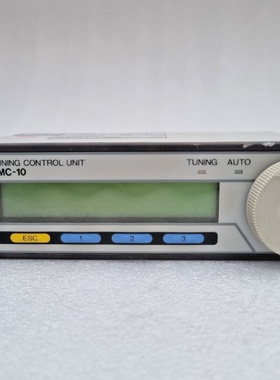 NING CONTROL UNIT
MC-10
TUNING AUTO
ESC 1 2 3